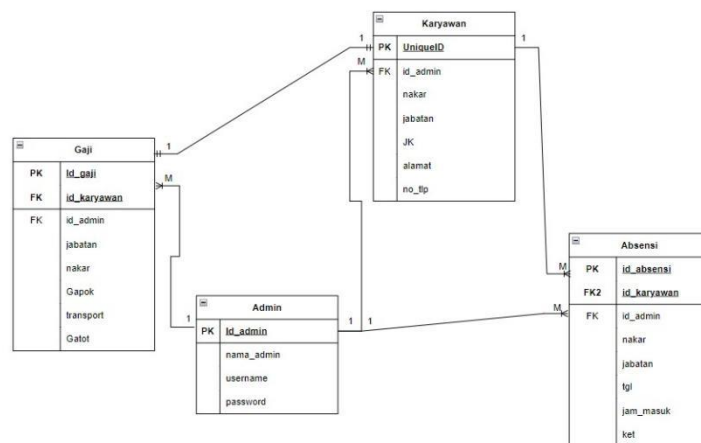 Karyawan
PK UniqueID
FK id_admin
nakar
jabatan
JK
alamat
no_tlp
1
1
M
1
M
Gaji
PK Id_gaji
FK id_karyawan
FK id_admin
jabatan
nakar
Gapok
transport
Gatot
Admin
PK Id_admin
nama_admin
username
password
1
1
1
M
M
Absensi
PK id_absensi
FK2 id_karyawan
FK id_admin
nakar
jabatan
tgl
jam_masuk
ket